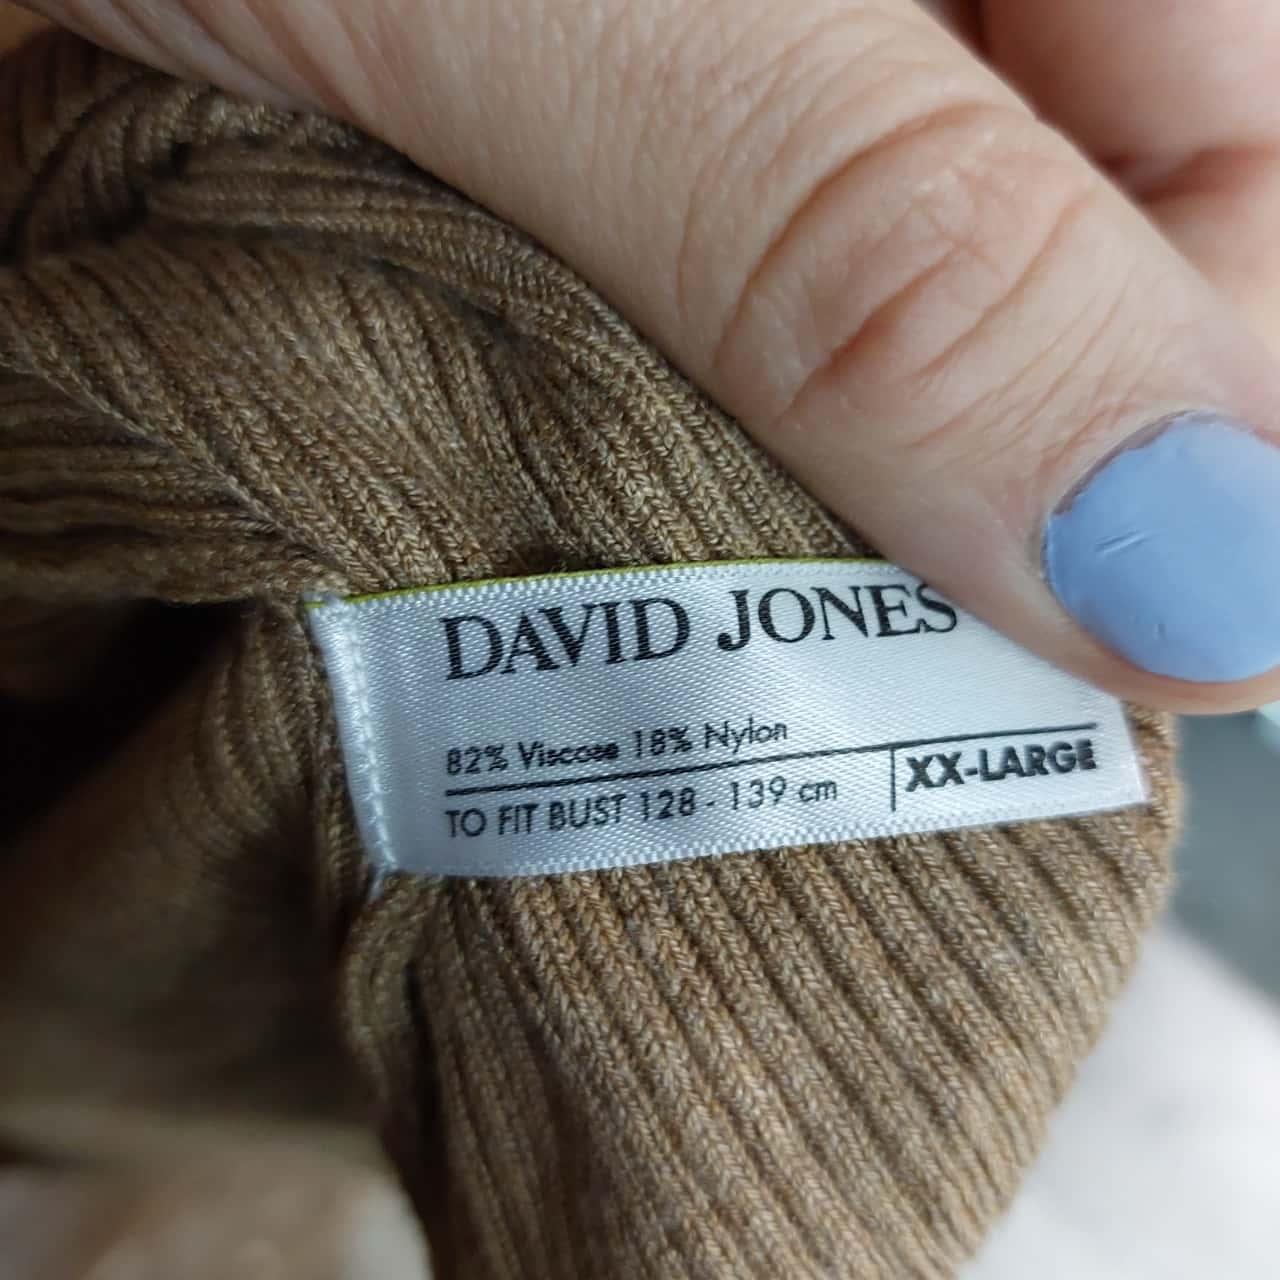 DAVID JONES
82% Viscose 18% Nylon
TO FIT BUST 128 - 139 cm
XX-LARGE